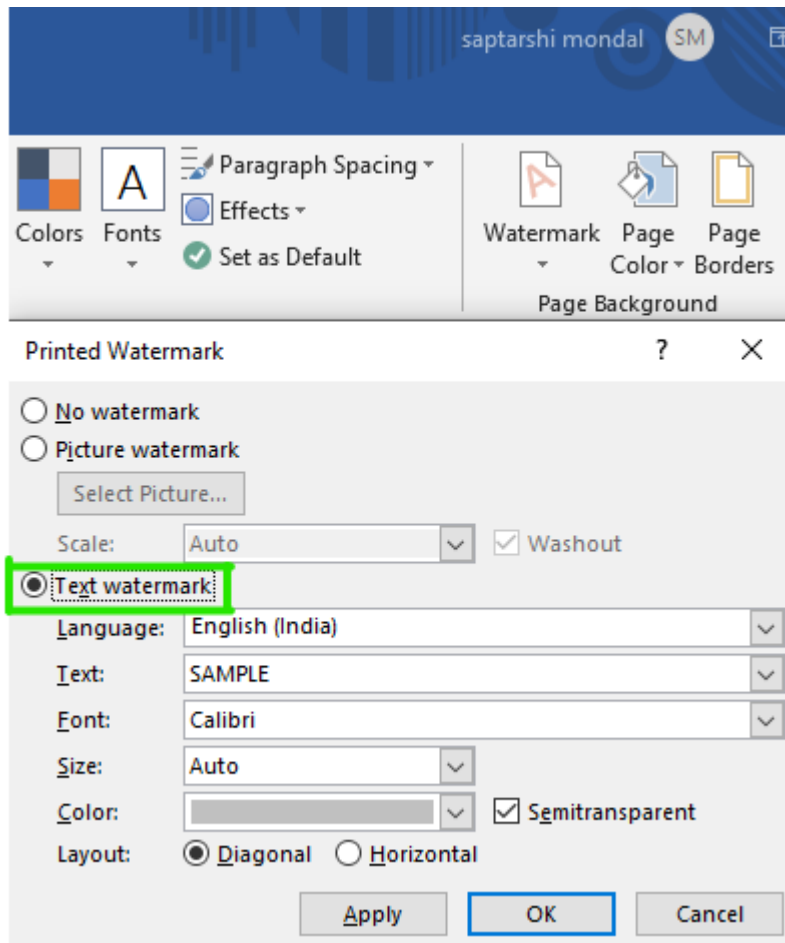 saptarshi mondal SM
Paragraph Spacing
Effects
Set as Default
Colors Fonts
A
Watermark Page Color Page Borders
Page Background
Printed Watermark ? X
No watermark
Picture watermark
Select Picture...
Scale: Auto Washout
Text watermark
Language: English (India)
Text: SAMPLE
Font: Calibri
Size: Auto
Color: Semitransparent
Layout: Diagonal Horizontal
Apply OK Cancel